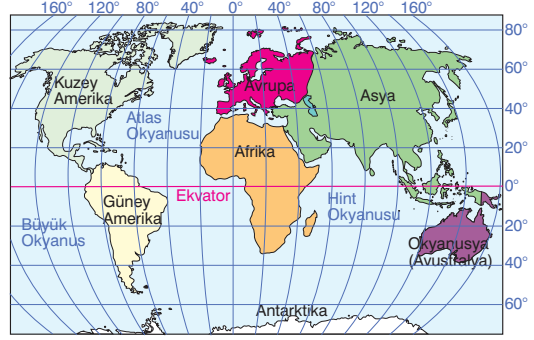 160° 120° 80° 40° 0° 40° 80° 120° 160°
80°
60°
40°
20°
0°
20°
40°
60°
Kuzey
Amerika
Atlas
Okyanusu
Avrupa
Asya
Afrika
Ekvator
Güney
Amerika
Büyük
Okyanus
Hint
Okyanusu
Okyanusya
(Avustralya)
Antarktika